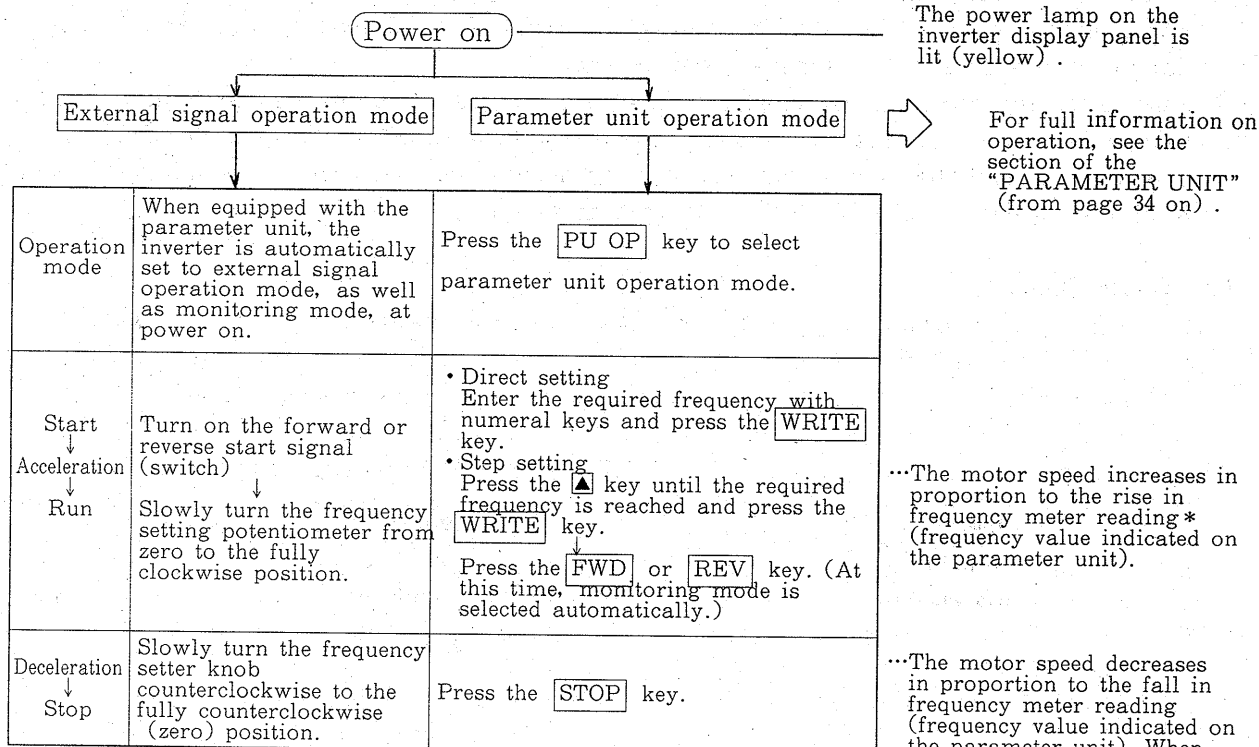 Power on
The power lamp on the
inverter display panel is
lit (yellow) .
External signal operation mode
Parameter unit operation mode
For full information on
operation, see the
section of the
“PARAMETER UNIT”
(from page 34 on) .
Operation
mode
When equipped with the
parameter unit, the
inverter is automatically
set to external signal
operation mode, as well
as monitoring mode, at
power on.
Press the PU OP key to select
parameter unit operation mode.
Start
↓
Acceleration
↓
Run
Turn on the forward or
reverse start signal
(switch)
↓
Slowly turn the frequency
setting potentiometer from
zero to the fully
clockwise position.
• Direct setting
Enter the required frequency with
numeral keys and press the WRITE
key.
• Step setting
Press the ▲ key until the required
frequency is reached and press the
WRITE key.
↓
Press the FWD or REV key. (At
this time, monitoring mode is
selected automatically.)
…The motor speed increases in
proportion to the rise in
frequency meter reading*
(frequency value indicated on
the parameter unit).
Deceleration
↓
Stop
Slowly turn the frequency
setter knob
counterclockwise to the
fully counterclockwise
(zero) position.
Press the STOP key.
…The motor speed decreases
in proportion to the fall in
frequency meter reading
(frequency value indicated on
the parameter unit). When